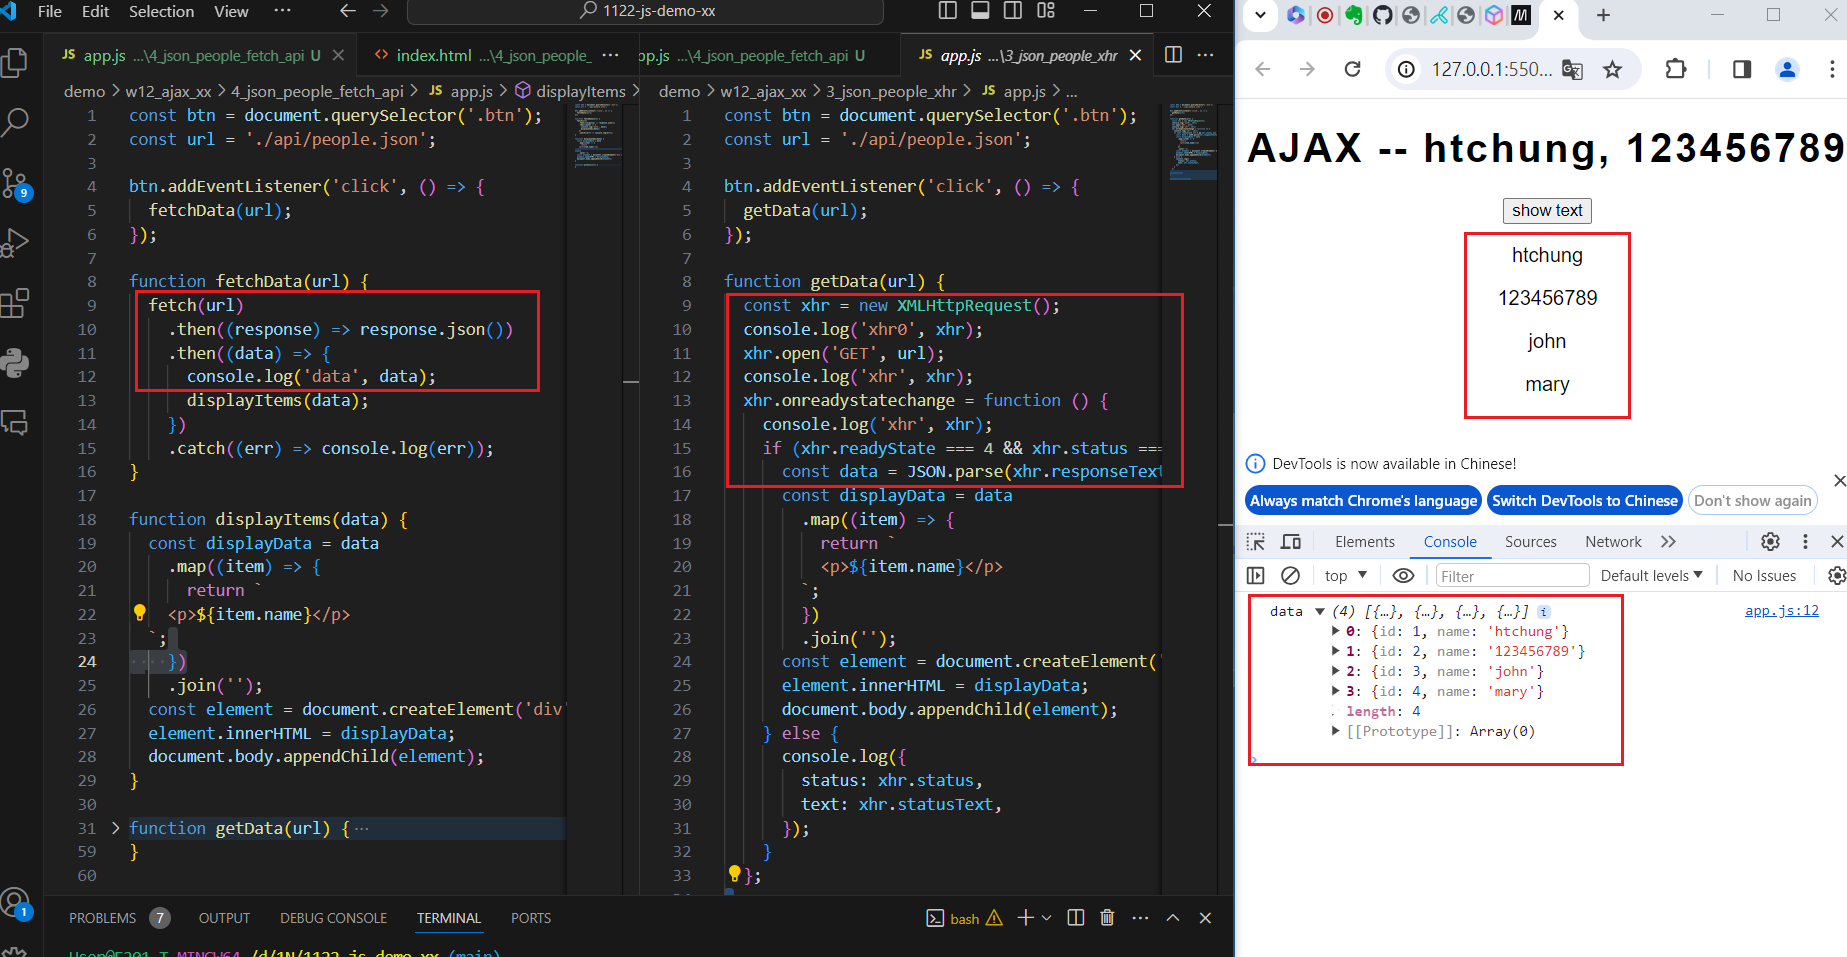 File Edit Selection View ··· 1122-js-demo-xx
JS app.js ...\4_json_people_fetch_api U
<> index.html ...\4_json_people_ ···
demo > w12_ajax_xx > 4_json_people_fetch_api > JS app.js > displayItems >
1 const btn = document.querySelector('.btn');
2 const url = './api/people.json';
3
4 btn.addEventListener('click', () => {
5 fetchData(url);
6 });
7
8 function fetchData(url) {
9 fetch(url)
10 .then((response) => response.json())
11 .then((data) => {
12 console.log('data', data);
13 displayItems(data);
14 })
15 .catch((err) => console.log(err));
16 }
17
18 function displayItems(data) {
19 const displayData = data
20 .map((item) => {
21 return `
22 <p>${item.name}</p>
23 `;
24 })
25 .join('');
26 const element = document.createElement('div'
27 element.innerHTML = displayData;
28 document.body.appendChild(element);
29 }
30
31 > function getData(url) { ···
59 }
60
pp.js ...\4_json_people_fetch_api U
JS app.js ...\3_json_people_xhr ···
demo > w12_ajax_xx > 3_json_people_xhr > JS app.js > ...
1 const btn = document.querySelector('.btn');
2 const url = './api/people.json';
3
4 btn.addEventListener('click', () => {
5 getData(url);
6 });
7
8 function getData(url) {
9 const xhr = new XMLHttpRequest();
10 console.log('xhr0', xhr);
11 xhr.open('GET', url);
12 console.log('xhr', xhr);
13 xhr.onreadystatechange = function () {
14 console.log('xhr', xhr);
15 if (xhr.readyState === 4 && xhr.status ===
16 const data = JSON.parse(xhr.responseText
17 const displayData = data
18 .map((item) => {
19 return `
20 <p>${item.name}</p>
21 `;
22 })
23 .join('');
24 const element = document.createElement('
25 element.innerHTML = displayData;
26 document.body.appendChild(element);
27 } else {
28 console.log({
29 status: xhr.status,
30 text: xhr.statusText,
31 });
32 }
33 };
PROBLEMS 7 OUTPUT DEBUG CONSOLE TERMINAL PORTS bash
User@E201-T MINGW64 /d/1N/1122-js-demo-xx (main)
9
1
127.0.0.1:550...
AJAX -- htchung, 123456789
show text
htchung
123456789
john
mary
DevTools is now available in Chinese!
Always match Chrome's language Switch DevTools to Chinese Don't show again
Elements Console Sources Network >>
top Filter Default levels No Issues
data (4) [{…}, {…}, {…}, {…}] i app.js:12
0: {id: 1, name: 'htchung'}
1: {id: 2, name: '123456789'}
2: {id: 3, name: 'john'}
3: {id: 4, name: 'mary'}
length: 4
[[Prototype]]: Array(0)